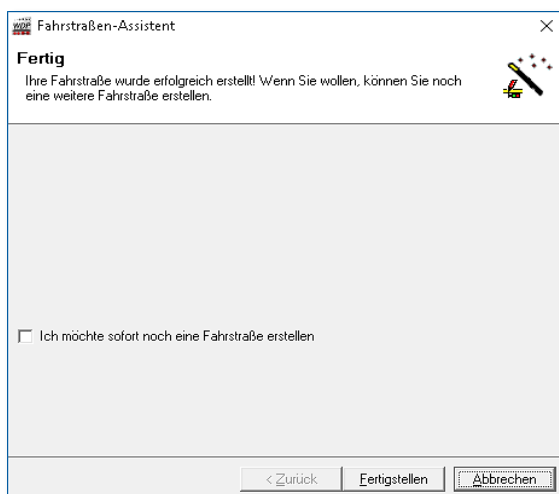 WDP Fahrstraßen-Assistent
Fertig
Ihre Fahrstraße wurde erfolgreich erstellt! Wenn Sie wollen, können Sie noch
eine weitere Fahrstraße erstellen.
Ich möchte sofort noch eine Fahrstraße erstellen
< Zurück Fertigstellen Abbrechen